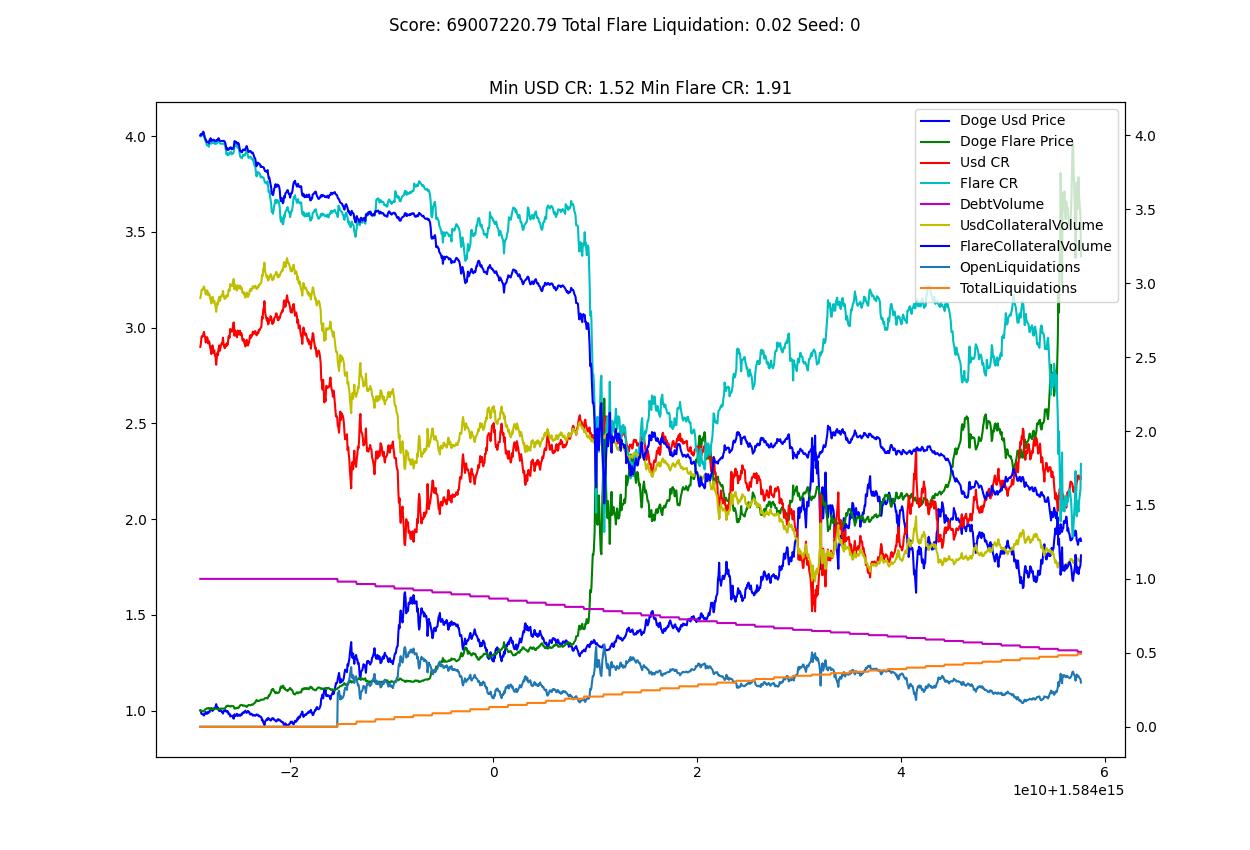 Score: 69007220.79 Total Flare Liquidation: 0.02 Seed: 0
Min USD CR: 1.52 Min Flare CR: 1.91
4.0
3.5
3.0
2.5
2.0
1.5
1.0
Doge Usd Price
Doge Flare Price
Usd CR
Flare CR
DebtVolume
UsdCollateralVolume
FlareCollateralVolume
OpenLiquidations
TotalLiquidations
4.0
3.5
3.0
2.5
2.0
1.5
1.0
0.5
0.0
−2
0
2
4
6
1e10+1.584e15